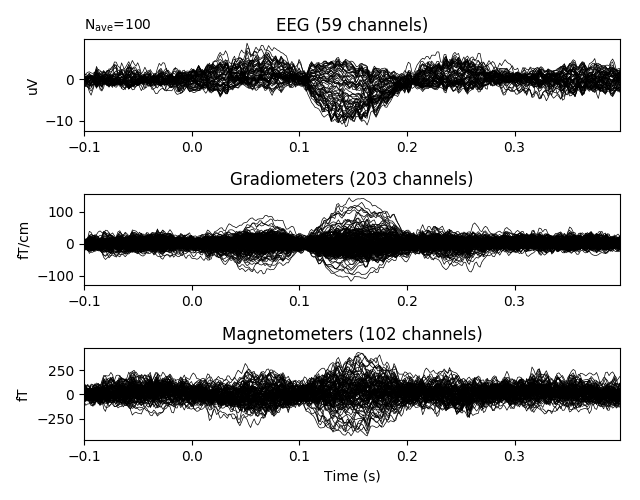 N_ave=100
EEG (59 channels)
uV
0
−10
−0.1 0.0 0.1 0.2 0.3
Gradiometers (203 channels)
fT/cm
100
0
−100
−0.1 0.0 0.1 0.2 0.3
Magnetometers (102 channels)
fT
250
0
−250
−0.1 0.0 0.1 0.2 0.3
Time (s)